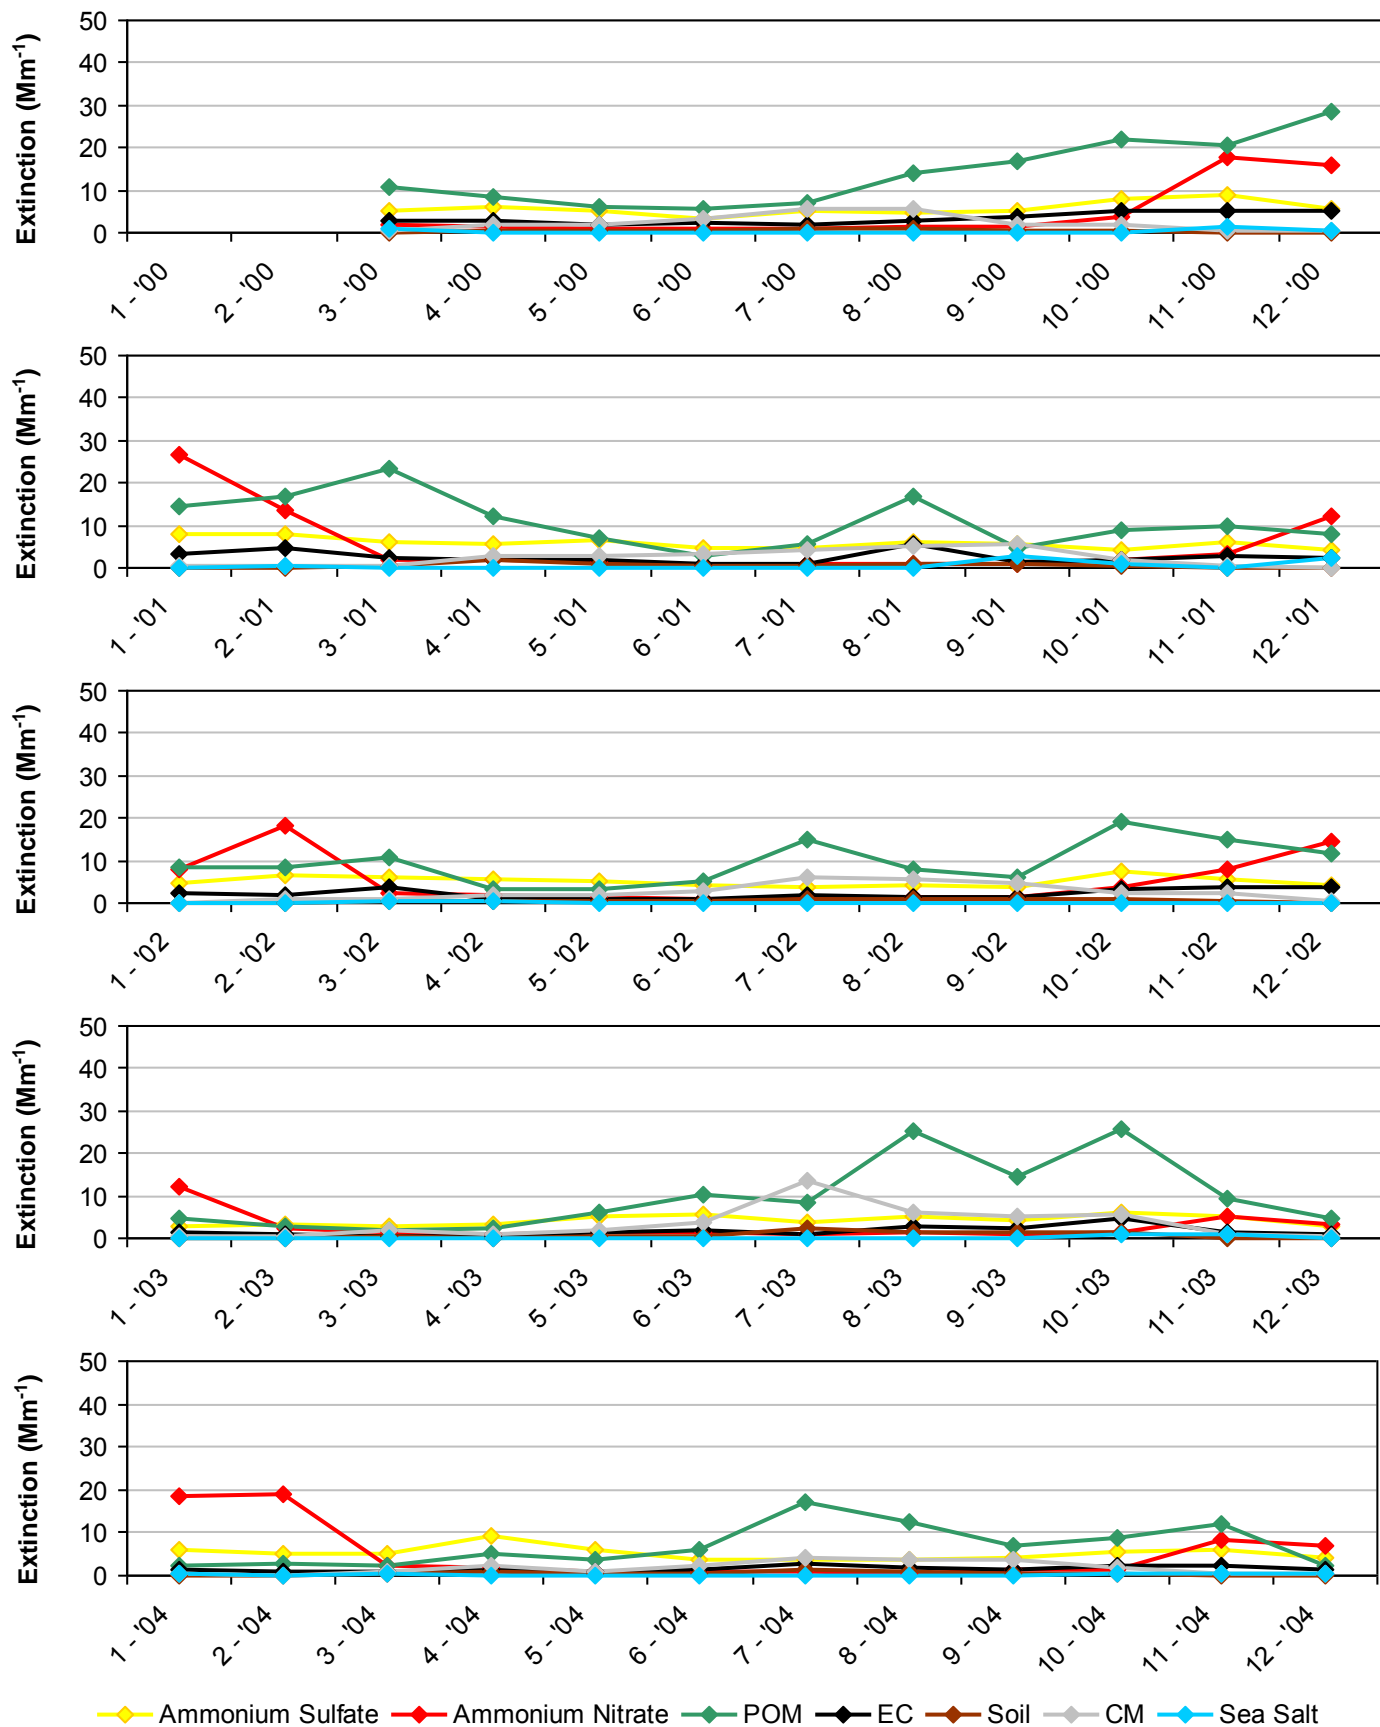 Extinction (Mm-1)
50
40
30
20
10
0
1 - '00 2 - '00 3 - '00 4 - '00 5 - '00 6 - '00 7 - '00 8 - '00 9 - '00 10 - '00 11 - '00 12 - '00
Extinction (Mm-1)
50
40
30
20
10
0
1 - '01 2 - '01 3 - '01 4 - '01 5 - '01 6 - '01 7 - '01 8 - '01 9 - '01 10 - '01 11 - '01 12 - '01
Extinction (Mm-1)
50
40
30
20
10
0
1 - '02 2 - '02 3 - '02 4 - '02 5 - '02 6 - '02 7 - '02 8 - '02 9 - '02 10 - '02 11 - '02 12 - '02
Extinction (Mm-1)
50
40
30
20
10
0
1 - '03 2 - '03 3 - '03 4 - '03 5 - '03 6 - '03 7 - '03 8 - '03 9 - '03 10 - '03 11 - '03 12 - '03
Extinction (Mm-1)
50
40
30
20
10
0
1 - '04 2 - '04 3 - '04 4 - '04 5 - '04 6 - '04 7 - '04 8 - '04 9 - '04 10 - '04 11 - '04 12 - '04
Ammonium Sulfate Ammonium Nitrate POM EC Soil CM Sea Salt